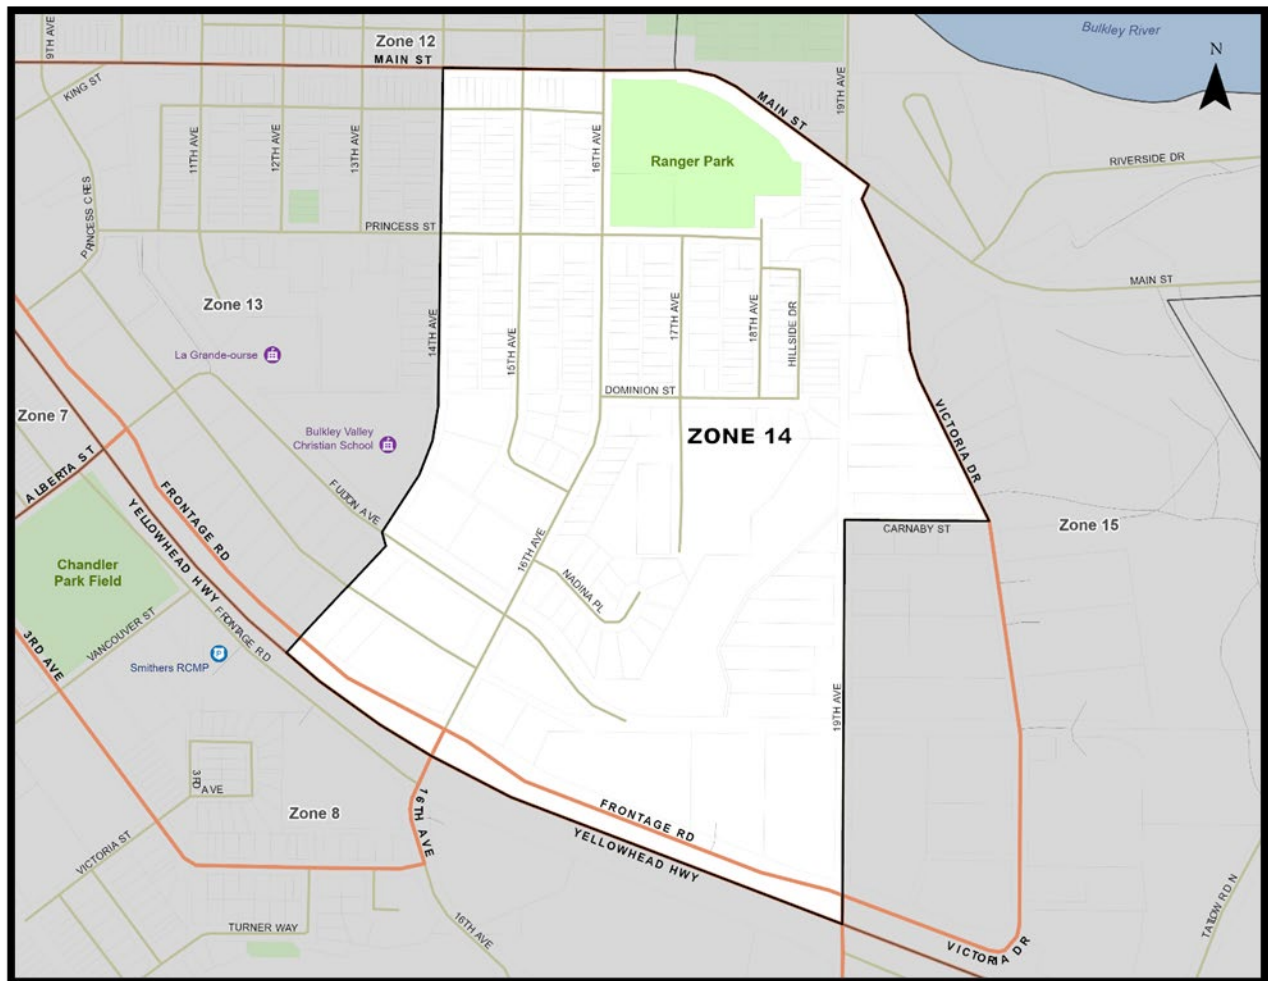 9TH AVE
Zone 12
MAIN ST
Bulkley River
N
KING ST
11TH AVE
12TH AVE
13TH AVE
16TH AVE
MAIN ST
19TH AVE
Ranger Park
RIVERSIDE DR
PRINCESS CRES
PRINCESS ST
MAIN ST
Zone 13
14TH AVE
15TH AVE
17TH AVE
18TH AVE
HILLSIDE DR
La Grande-ourse
DOMINION ST
Zone 7
Bulkley Valley
Christian School
ZONE 14
VICTORIA DR
ALBERTA ST
FRONTAGE RD
YELLOWHEAD HWY
FULTON AVE
CARNABY ST
Zone 15
Chandler
Park Field
16TH AVE
NADINA PL
VANCOUVER ST
FRONTAGE RD
3RD AVE
Smithers RCMP
19TH AVE
3RD AVE
Zone 8
16TH AVE
FRONTAGE RD
YELLOWHEAD HWY
VICTORIA ST
TURNER WAY
16TH AVE
VICTORIA DR
TATLOW RD N